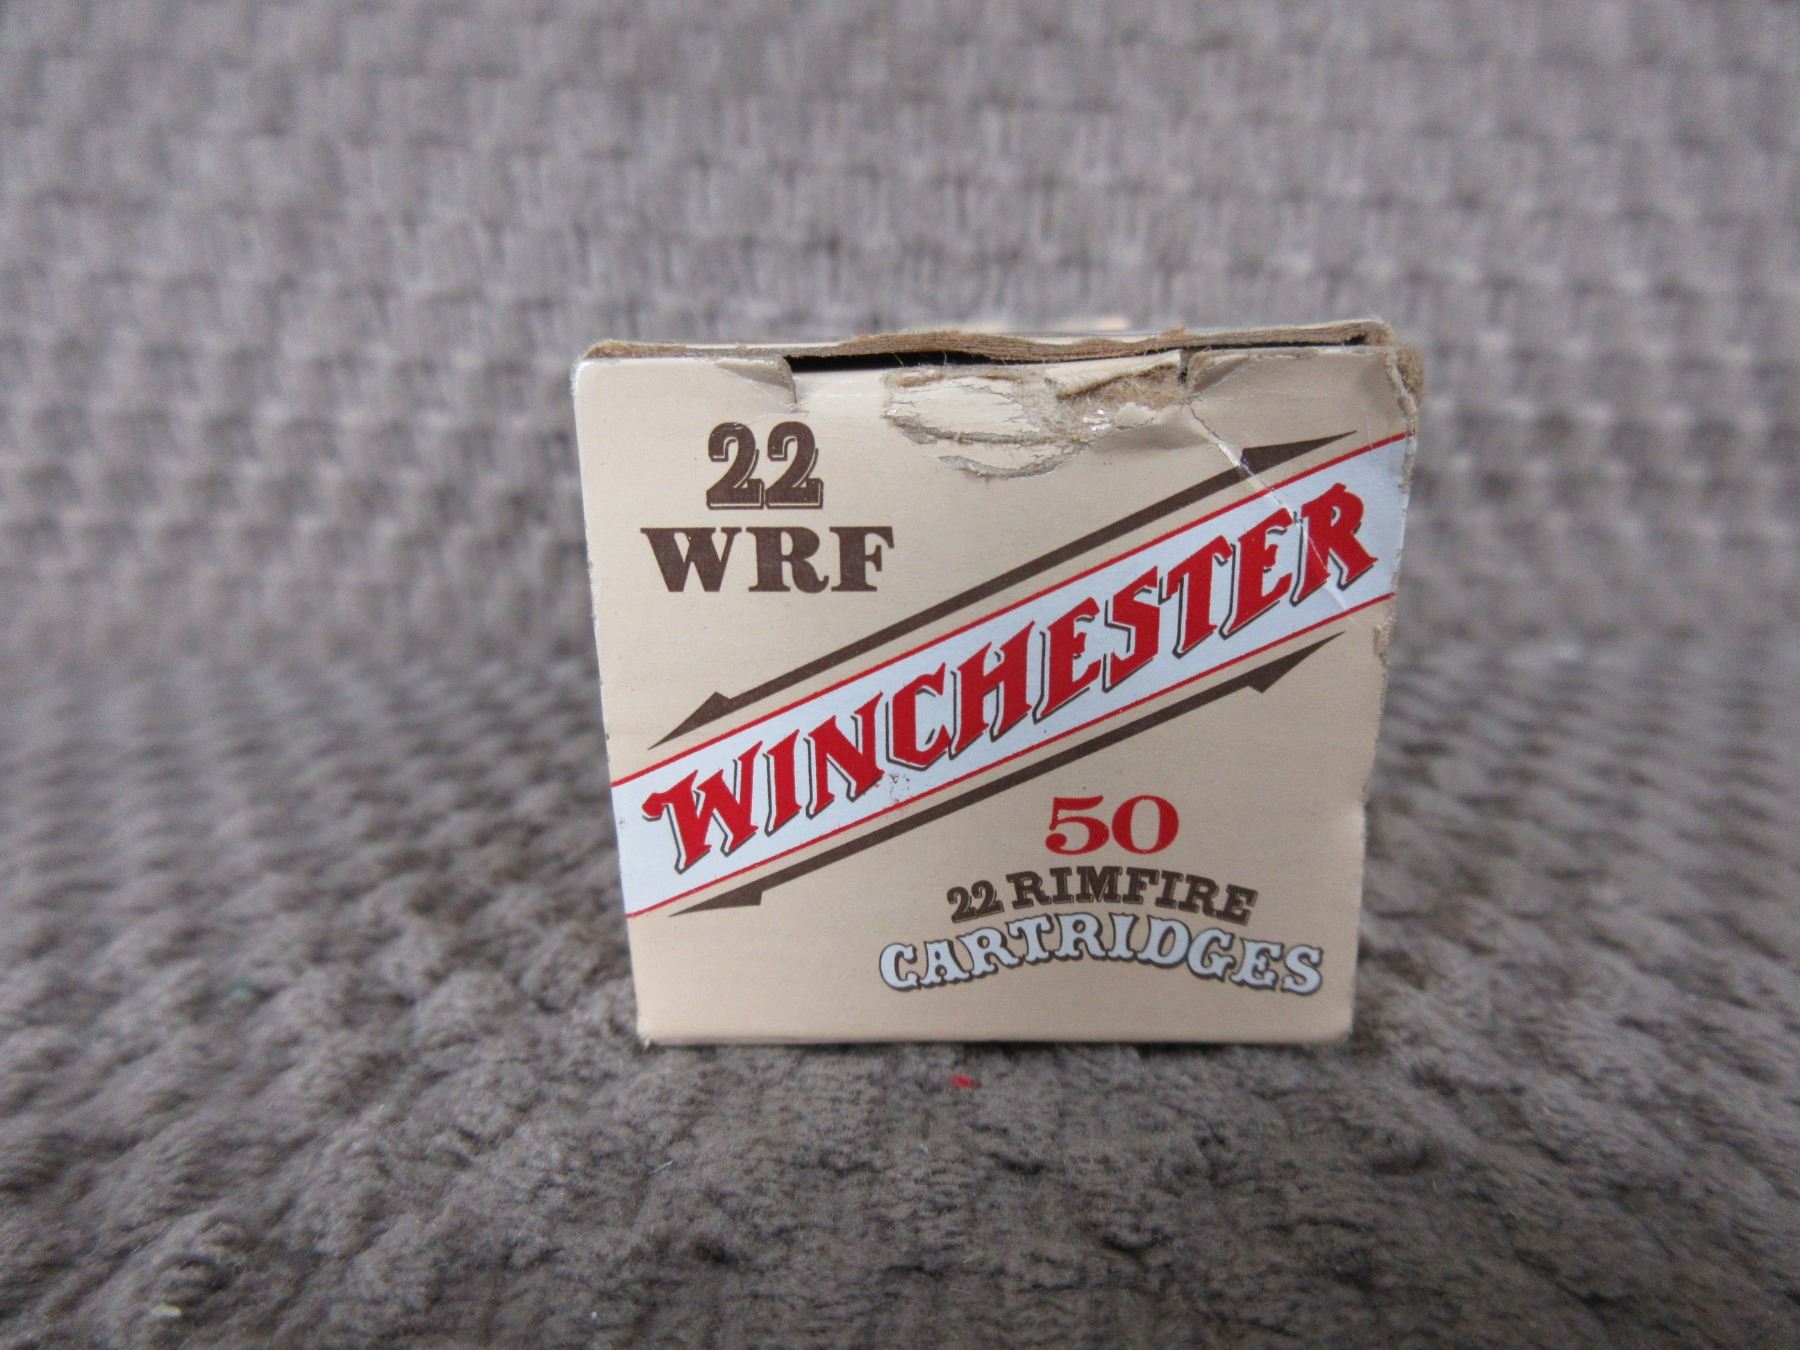 22
WRF
WINCHESTER
50
22 RIMFIRE
CARTRIDGES